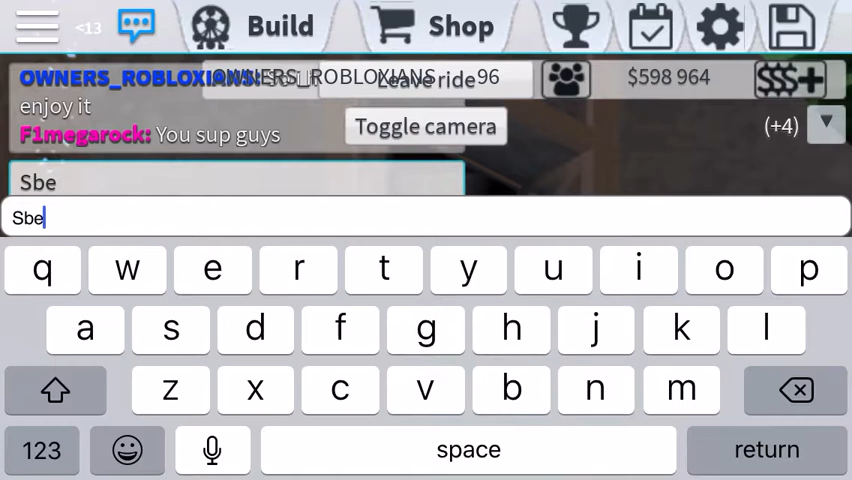 <13 Build Shop
OWNERS_ROBLOXIANS: OWNERS_ROBLOXIANS Leave ride 96 $598 964 $$$+
enjoy it
Toggle camera (+4) ▼
F1megarock: You sup guys
Sbe
Sbe
q w e r t y u i o p
a s d f g h j k l
z x c v b n m
123 space return